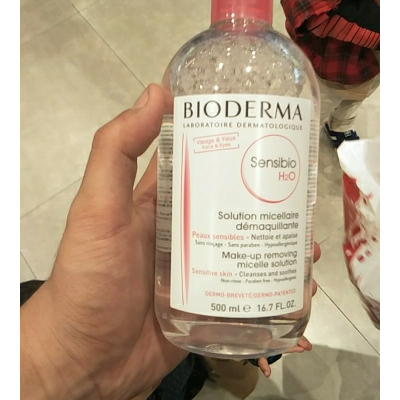 BIODERMA
LABORATOIRE DERMATOLOGIQUE
Visage & Yeux
Face & Eyes
Sensibio
H2O
Solution micellaire
démaquillante
Peaux sensibles - Nettoie et apaise
Sans rinçage - Sans paraben - Hypoallergénique
Make-up removing
micelle solution
Sensitive skin - Cleanses and soothes
Non-rinse - Paraben free - Hypoallergenic
DERMO-BREVETÉ/DERMO-PATENTED
500 ml e 16.7 FL.OZ.